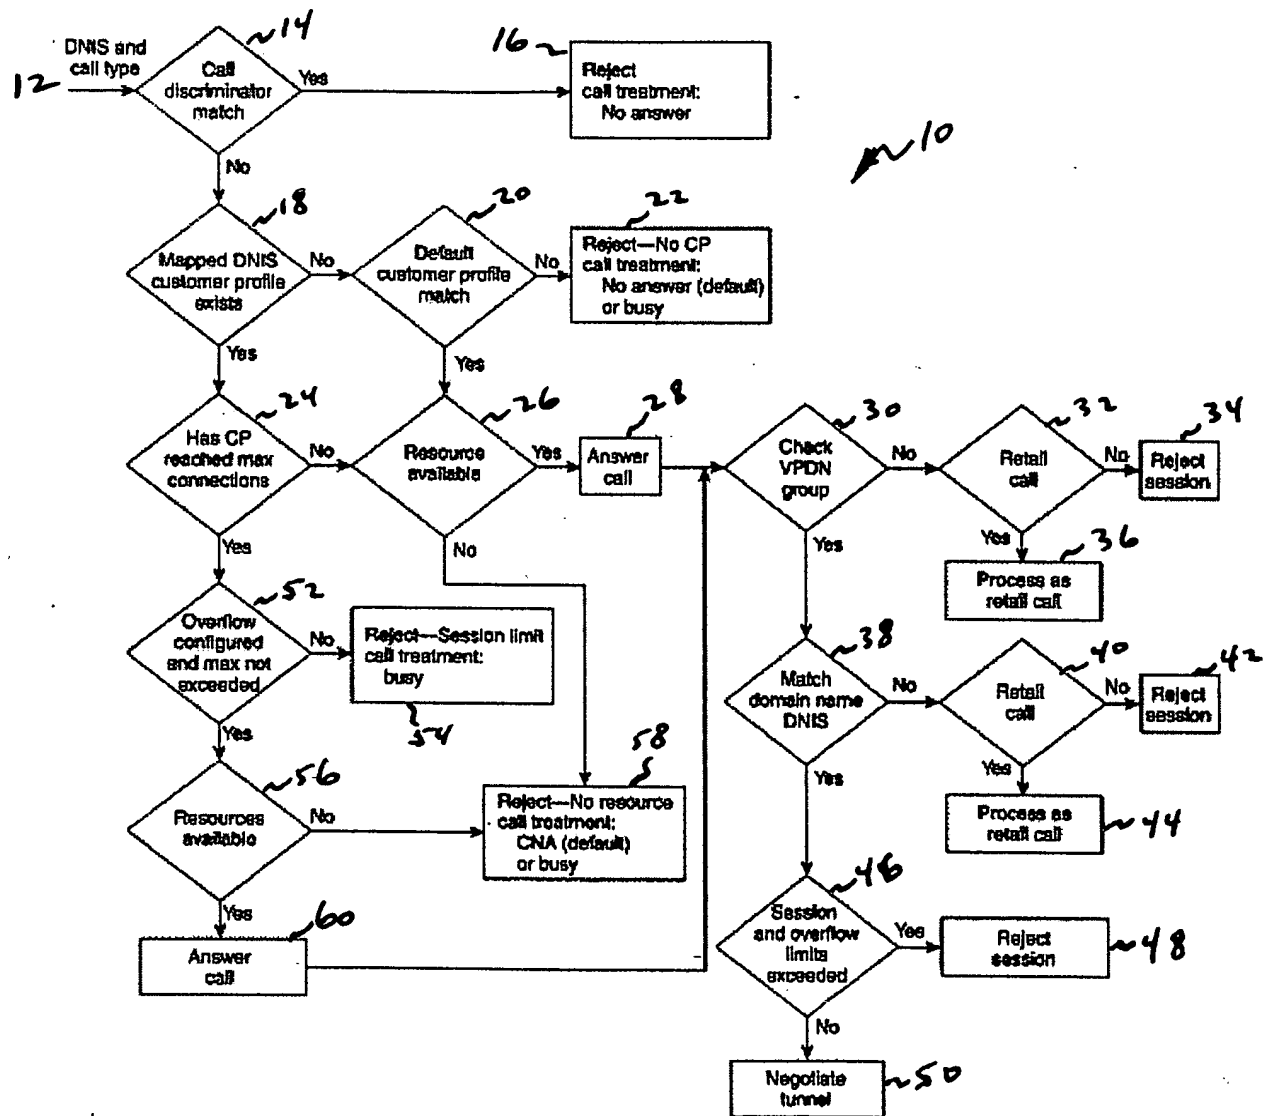 DNIS and
call type
12
14
Call
discriminator
match
Yes
16
Reject
call treatment:
No answer
10
No
18
Mapped DNIS
customer profile
exists
No
20
Default
customer profile
match
No
22
Reject—No CP
call treatment:
No answer (default)
or busy
Yes
Yes
24
Has CP
reached max
connections
No
26
Resource
available
Yes
28
Answer
call
30
Check
VPDN
group
No
32
Retail
call
No
34
Reject
session
Yes
No
Yes
Yes
36
Process as
retail call
52
Overflow
configured
and max not
exceeded
No
Reject—Session limit
call treatment:
busy
54
38
Match
domain name
DNIS
No
40
Retail
call
No
42
Reject
session
Yes
Yes
Yes
Process as
retail call
44
56
Resources
available
No
58
Reject—No resource
call treatment:
CNA (default)
or busy
Yes
60
Answer
call
46
Session
and overflow
limits
exceeded
Yes
Reject
session
48
No
Negotiate
tunnel
50